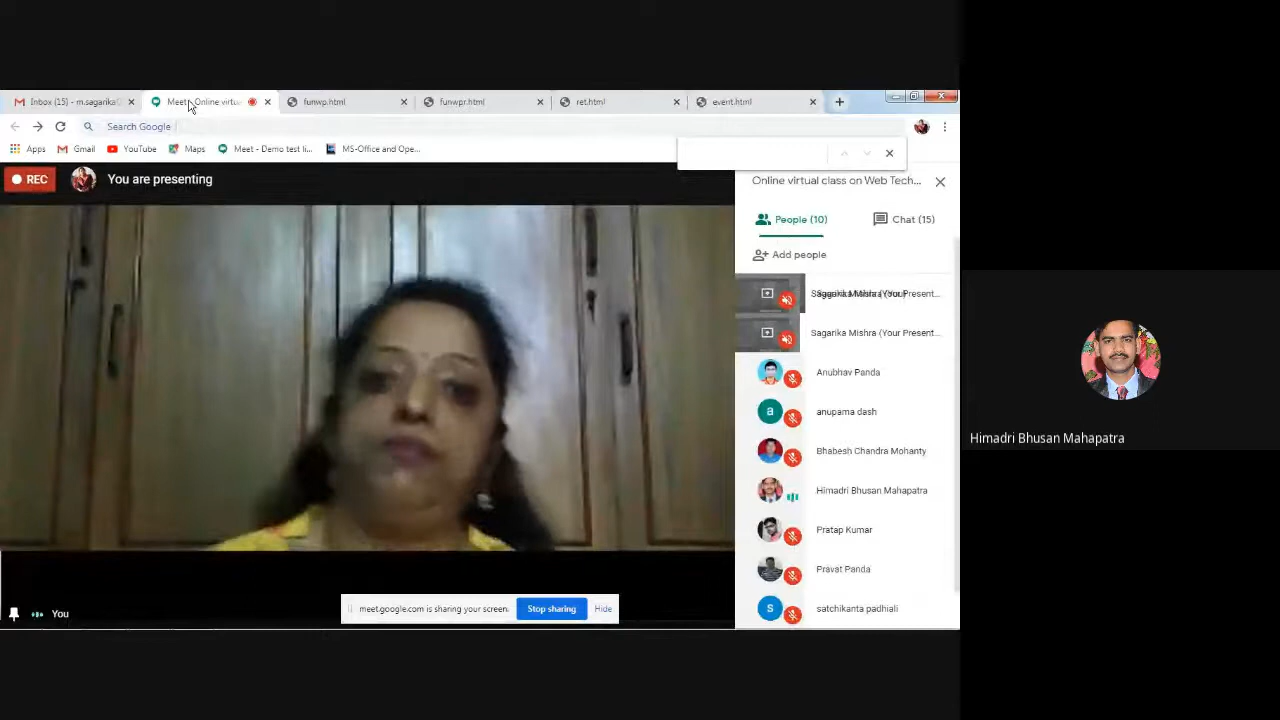 Inbox (15) - m.sagarika
Meet - Online virtu
funwp.html
funwpr.html
ret.html
event.html
Search Google
Apps
Gmail
YouTube
Maps
Meet - Demo test li...
MS-Office and Ope...
REC
You are presenting
Online virtual class on Web Tech...
People (10)
Chat (15)
Add people
Sagarika Mishra (Your Present...
Sagarika Mishra (Your Present...
Anubhav Panda
a
anupama dash
Bhabesh Chandra Mohanty
Himadri Bhusan Mahapatra
Pratap Kumar
Pravat Panda
s
satchikanta padhiali
You
meet.google.com is sharing your screen.
Stop sharing
Hide
Himadri Bhusan Mahapatra